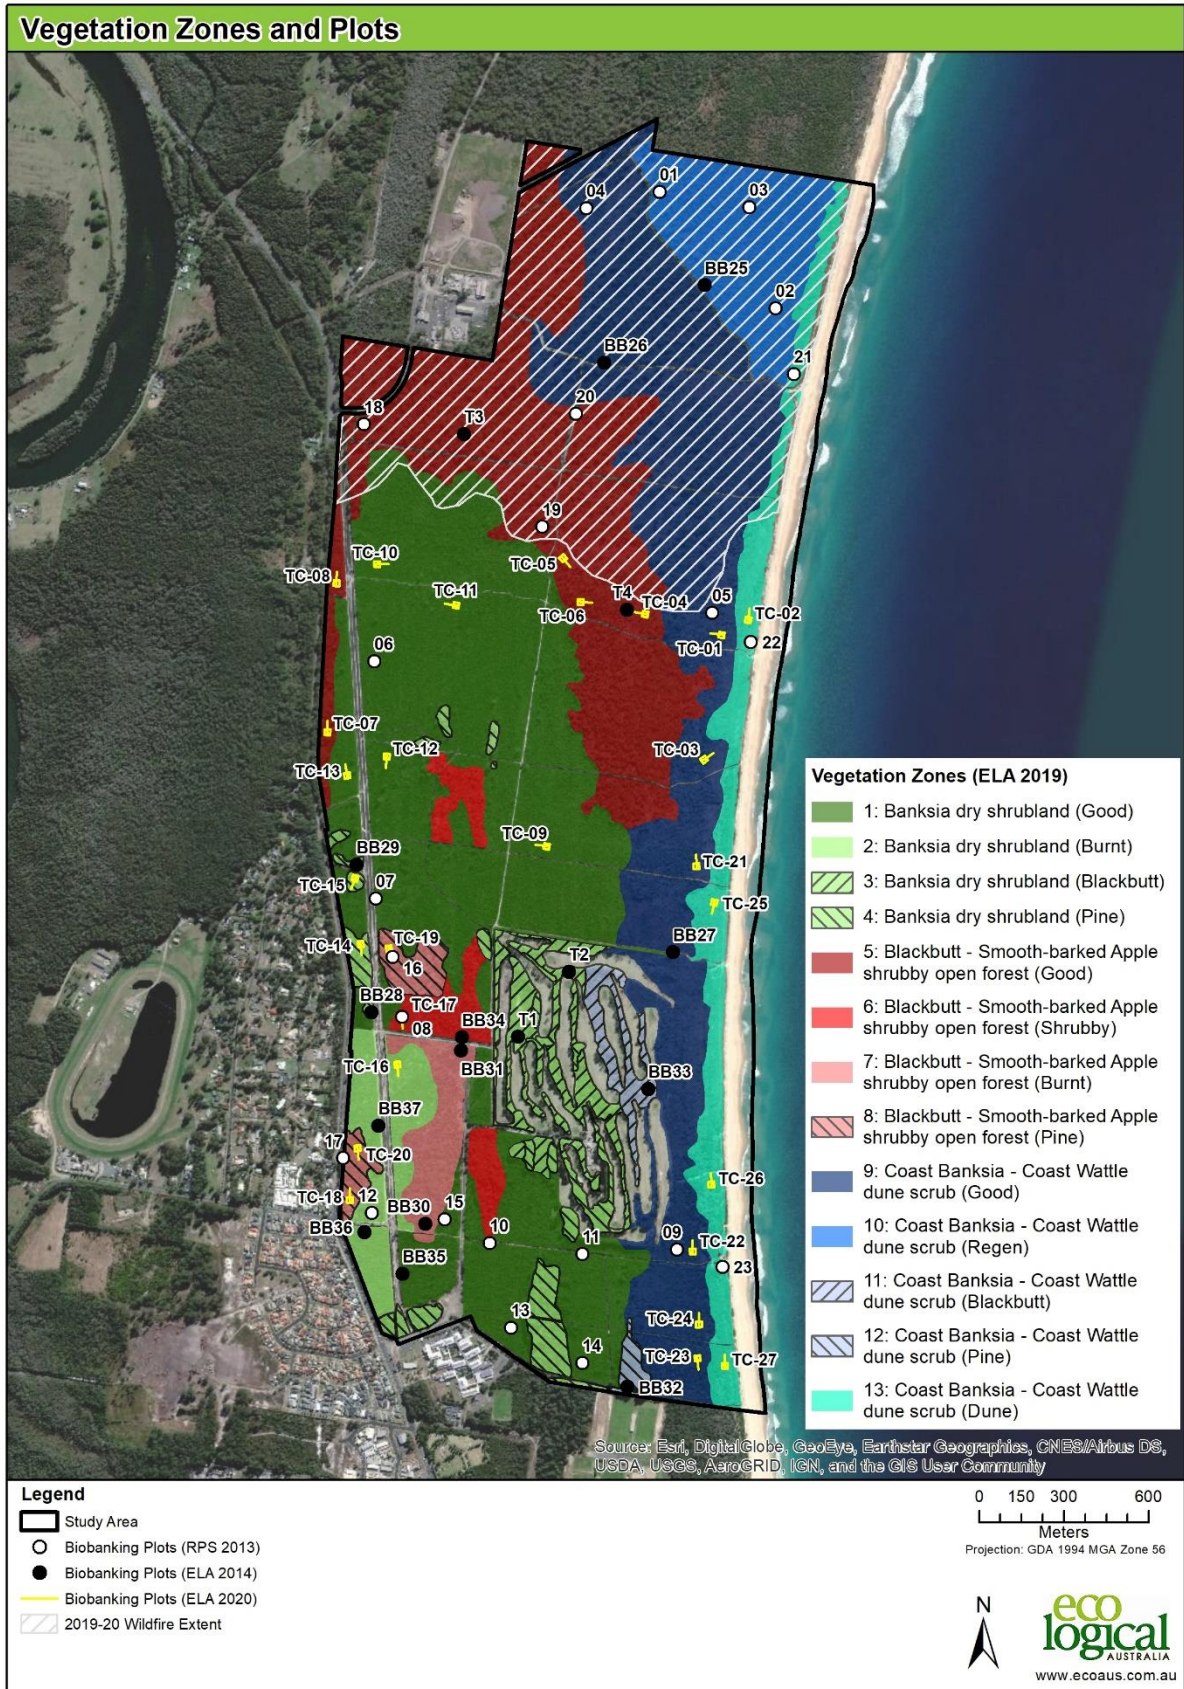 Vegetation Zones and Plots
01
04
03
BB25
02
BB26
21
20
18
T3
19
TC-10
TC-05
TC-08
TC-11
T4
05
TC-06
TC-04
TC-02
TC-01
22
06
TC-07
TC-12
TC-03
TC-13
TC-09
BB29
TC-21
TC-15
07
TC-25
TC-14
TC-19
BB27
16
T2
BB28
TC-17
08
BB34
T1
BB31
TC-16
BB33
BB37
17
TC-20
TC-26
TC-18
12
BB30
15
BB36
10
11
09
TC-22
BB35
23
13
TC-24
14
TC-23
TC-27
BB32
Vegetation Zones (ELA 2019)
1: Banksia dry shrubland (Good)
2: Banksia dry shrubland (Burnt)
3: Banksia dry shrubland (Blackbutt)
4: Banksia dry shrubland (Pine)
5: Blackbutt - Smooth-barked Apple
shrubby open forest (Good)
6: Blackbutt - Smooth-barked Apple
shrubby open forest (Shrubby)
7: Blackbutt - Smooth-barked Apple
shrubby open forest (Burnt)
8: Blackbutt - Smooth-barked Apple
shrubby open forest (Pine)
9: Coast Banksia - Coast Wattle
dune scrub (Good)
10: Coast Banksia - Coast Wattle
dune scrub (Regen)
11: Coast Banksia - Coast Wattle
dune scrub (Blackbutt)
12: Coast Banksia - Coast Wattle
dune scrub (Pine)
13: Coast Banksia - Coast Wattle
dune scrub (Dune)
Source: Esri, DigitalGlobe, GeoEye, Earthstar Geographics, CNES/Airbus DS,
USDA, USGS, AeroGRID, IGN, and the GIS User Community
Legend
Study Area
Biobanking Plots (RPS 2013)
Biobanking Plots (ELA 2014)
Biobanking Plots (ELA 2020)
2019-20 Wildfire Extent
0 150 300 600
Meters
Projection: GDA 1994 MGA Zone 56
N
eco
logical
AUSTRALIA
www.ecoaus.com.au